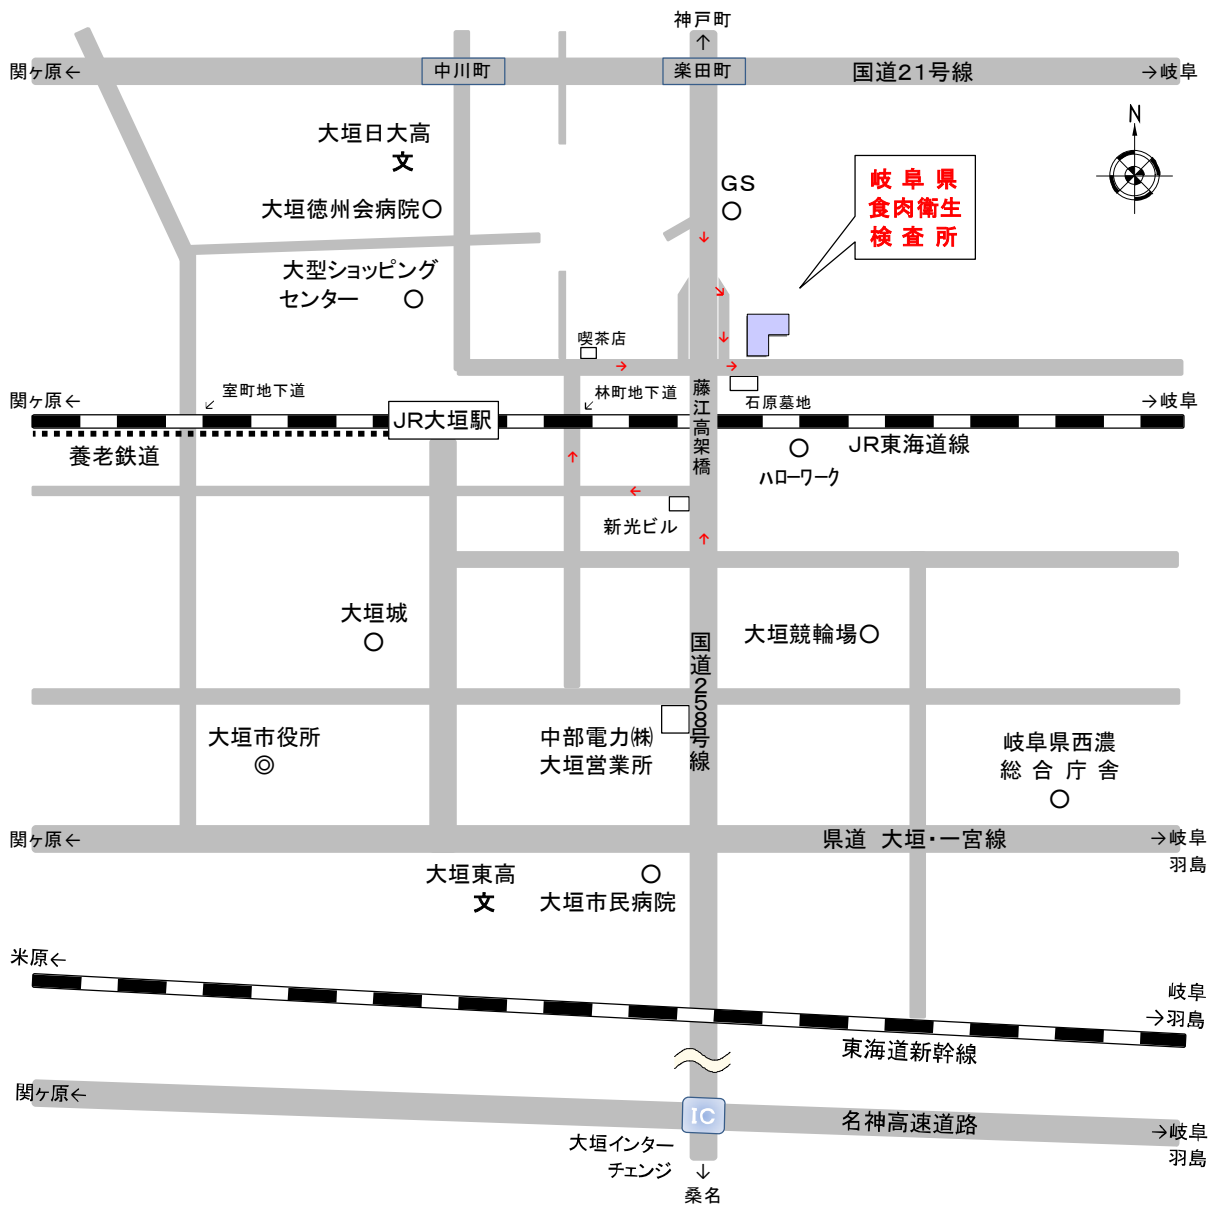 神戸町
↑
関ヶ原←
中川町
楽田町
国道21号線
→岐阜
N
大垣日大高
文
GS
岐阜県
食肉衛生
検査所
大垣徳州会病院○
大型ショッピング
センター ○
喫茶店
室町地下道
林町地下道
藤江高架橋
石原墓地
関ヶ原←
→岐阜
JR大垣駅
養老鉄道
JR東海道線
ハローワーク
新光ビル
大垣城
大垣競輪場○
国道258号線
大垣市役所
◎
中部電力㈱
大垣営業所
岐阜県西濃
総合庁舎
関ヶ原←
県道 大垣・一宮線
→岐阜
羽島
大垣東高
文
大垣市民病院
米原←
岐阜
→羽島
東海道新幹線
関ヶ原←
IC
名神高速道路
→岐阜
羽島
大垣インター
チェンジ
↓
桑名